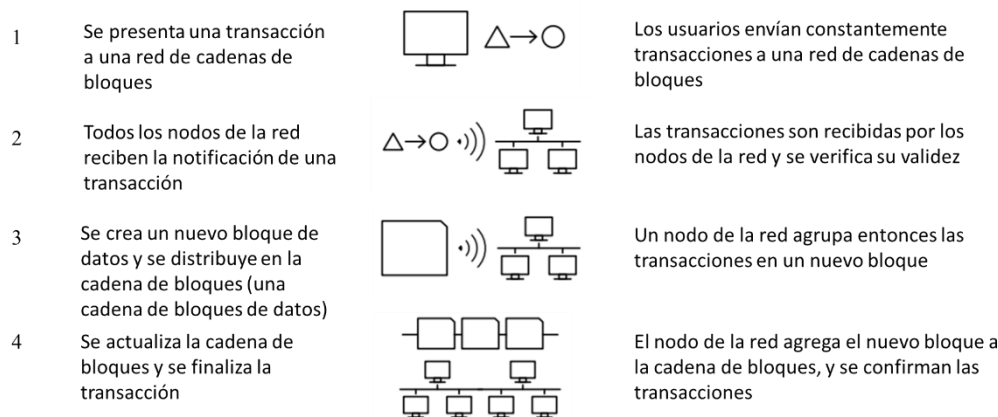 1
Se presenta una transacción
a una red de cadenas de
bloques
Los usuarios envían constantemente
transacciones a una red de cadenas de
bloques
2
Todos los nodos de la red
reciben la notificación de una
transacción
Las transacciones son recibidas por los
nodos de la red y se verifica su validez
3
Se crea un nuevo bloque de
datos y se distribuye en la
cadena de bloques (una
cadena de bloques de datos)
Un nodo de la red agrupa entonces las
transacciones en un nuevo bloque
4
Se actualiza la cadena de
bloques y se finaliza la
transacción
El nodo de la red agrega el nuevo bloque a
la cadena de bloques, y se confirman las
transacciones